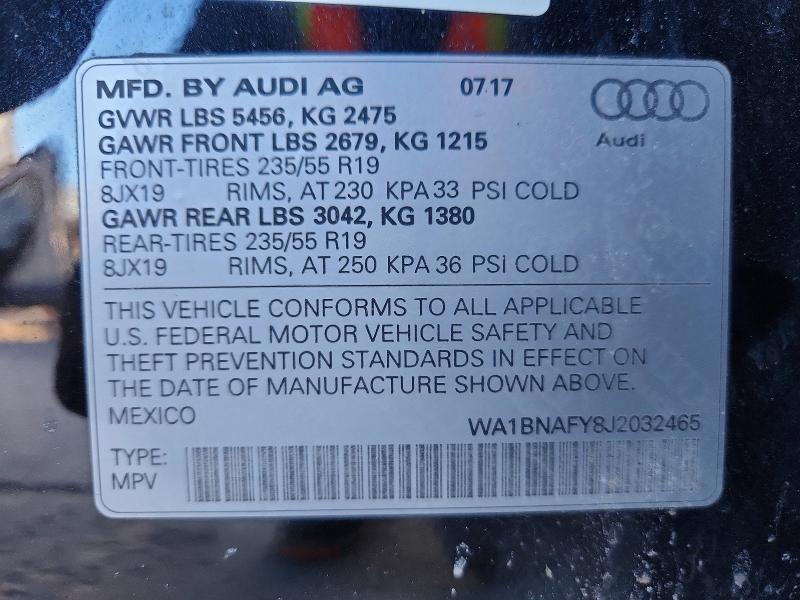 MFD. BY AUDI AG 07.17
GVWR LBS 5456, KG 2475
GAWR FRONT LBS 2679, KG 1215
Audi
FRONT-TIRES 235/55 R19
8JX19 RIMS, AT 230 KPA 33 PSI COLD
GAWR REAR LBS 3042, KG 1380
REAR-TIRES 235/55 R19
8JX19 RIMS, AT 250 KPA 36 PSI COLD
THIS VEHICLE CONFORMS TO ALL APPLICABLE
U.S. FEDERAL MOTOR VEHICLE SAFETY AND
THEFT PREVENTION STANDARDS IN EFFECT ON
THE DATE OF MANUFACTURE SHOWN ABOVE.
MEXICO WA1BNAFY8J2032465
TYPE:
MPV